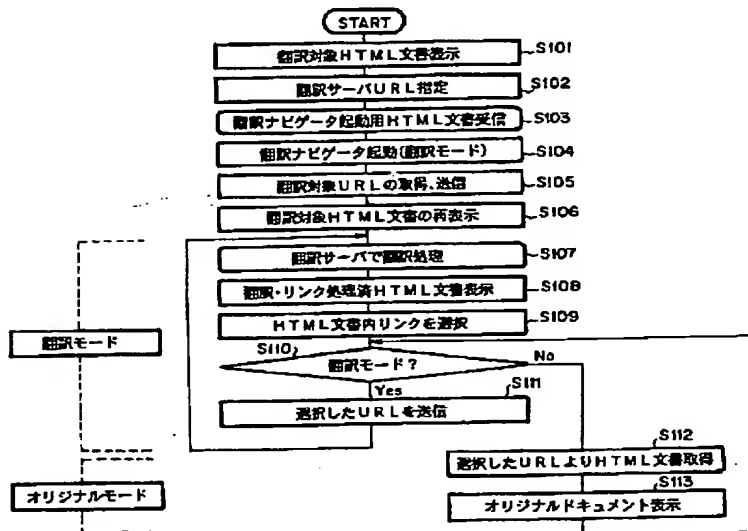 START
翻訳対象HTML文書表示
S101
翻訳サーバURL指定
S102
翻訳ナビゲータ起動用HTML文書受信
S103
翻訳ナビゲータ起動(翻訳モード)
S104
翻訳対象URLの取得、送信
S105
翻訳対象HTML文書の再表示
S106
翻訳サーバで翻訳処理
S107
翻訳・リンク処理済HTML文書表示
S108
HTML文書内リンクを選択
S109
翻訳モード
S110
翻訳モード?
No
Yes
S111
選択したURLを送信
S112
選択したURLよりHTML文書取得
S113
オリジナルモード
オリジナルドキュメント表示